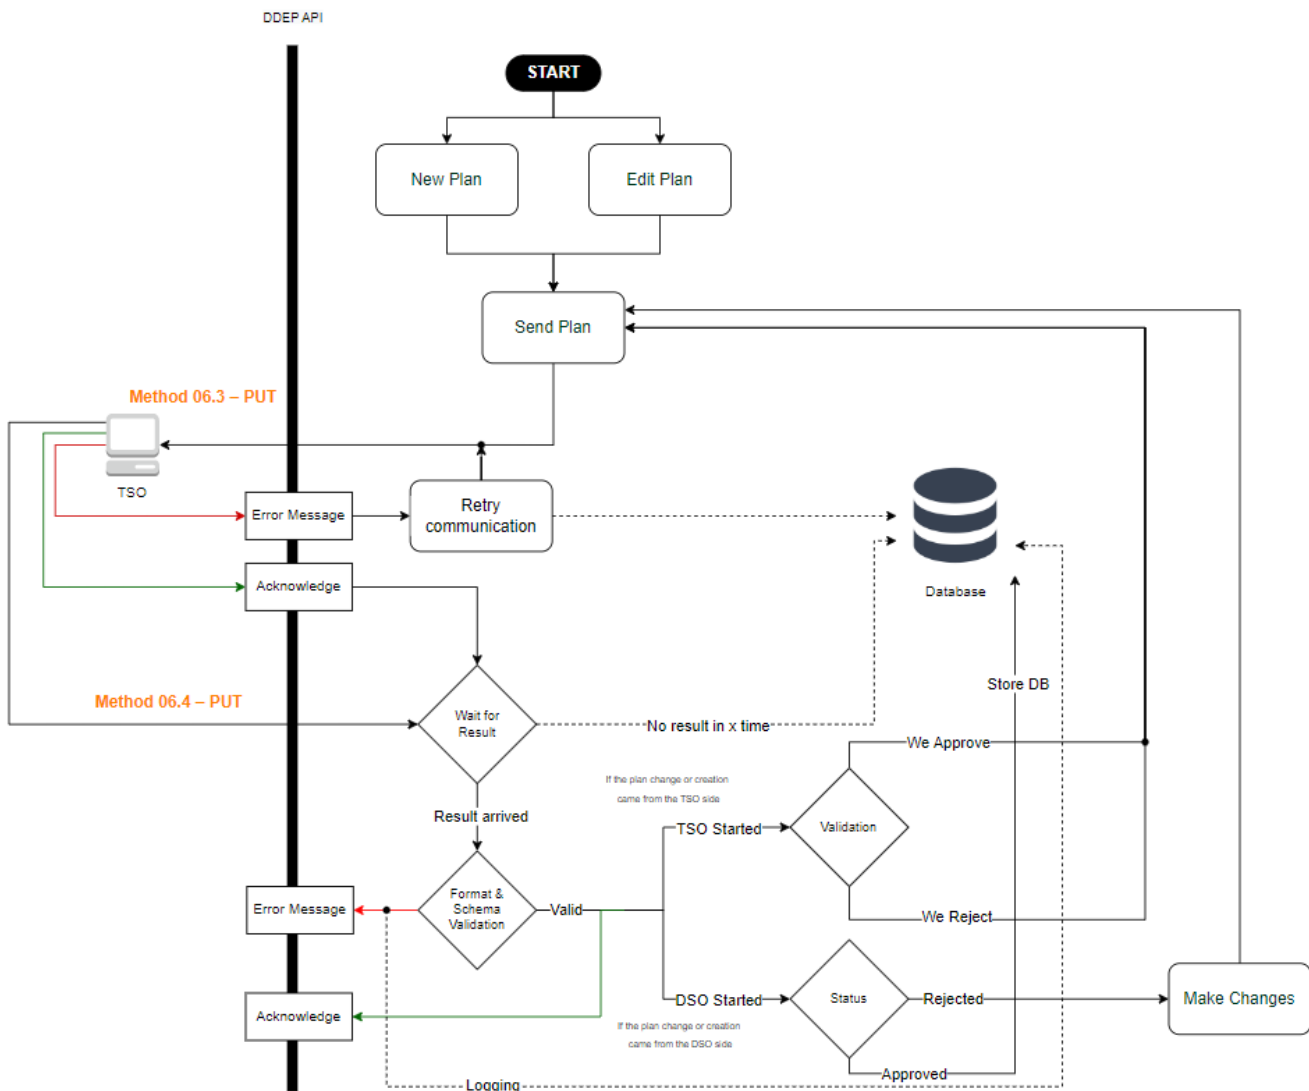 DDEP API
START
New Plan
Edit Plan
Send Plan
Method 06.3 – PUT
TSO
Error Message
Retry
communication
Acknowledge
Database
Store DB
Method 06.4 – PUT
Wait for
Result
No result in x time
We Approve
If the plan change or creation
came from the TSO side
Result arrived
TSO Started
Validation
Format &
Schema
Validation
Error Message
Valid
We Reject
DSO Started
Status
Rejected
Make Changes
Acknowledge
If the plan change or creation
came from the DSO side
Approved
Logging